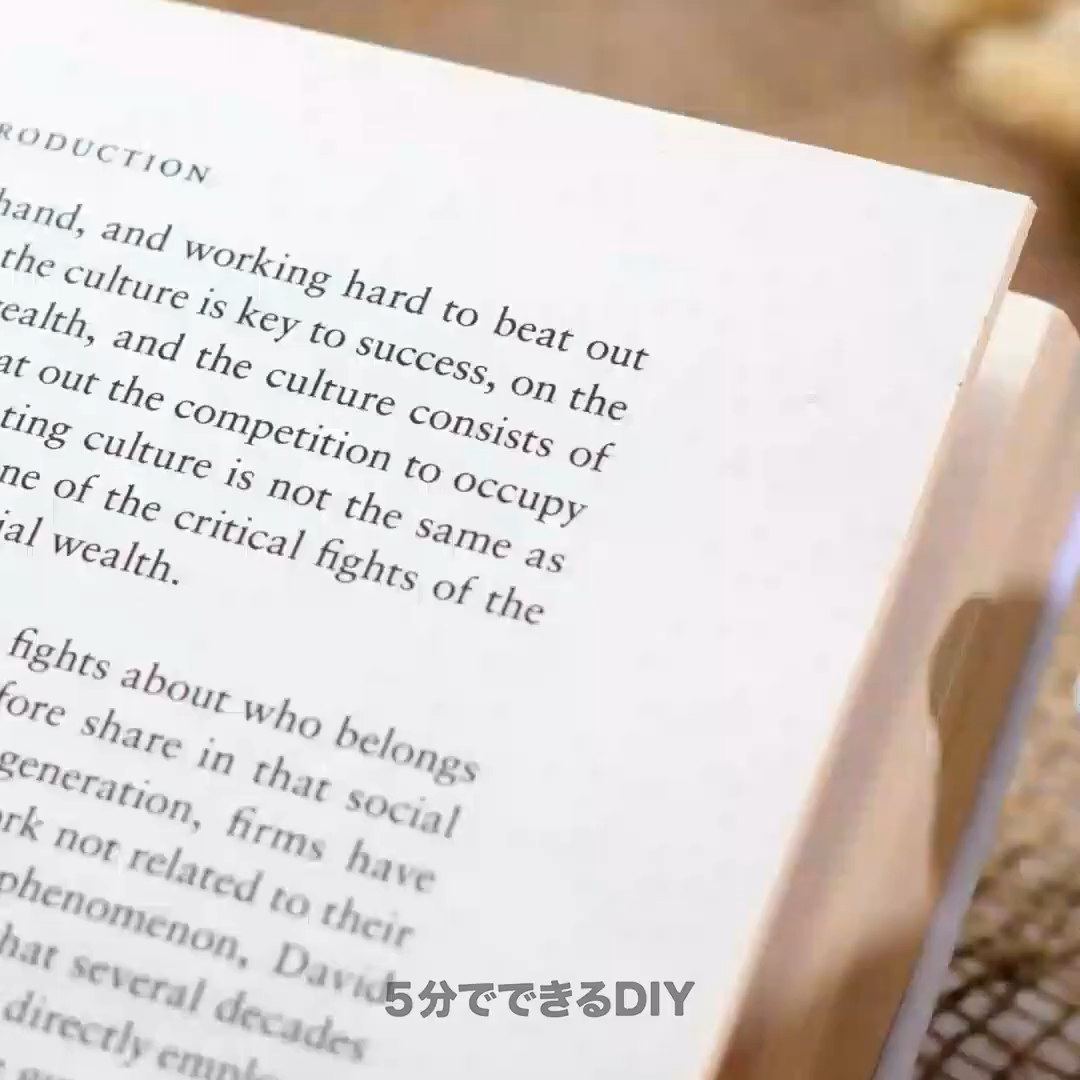 RODUCTION
hand, and working hard to beat out
the culture is key to success, on the
ealth, and the culture consists of
at out the competition to occupy
ting culture is not the same as
ne of the critical fights of the
ial wealth.
fights about who belongs
fore share in that social
generation, firms have
rk not related to their
phenomenon, David
hat several decades
directly emplo
5分でできるDIY